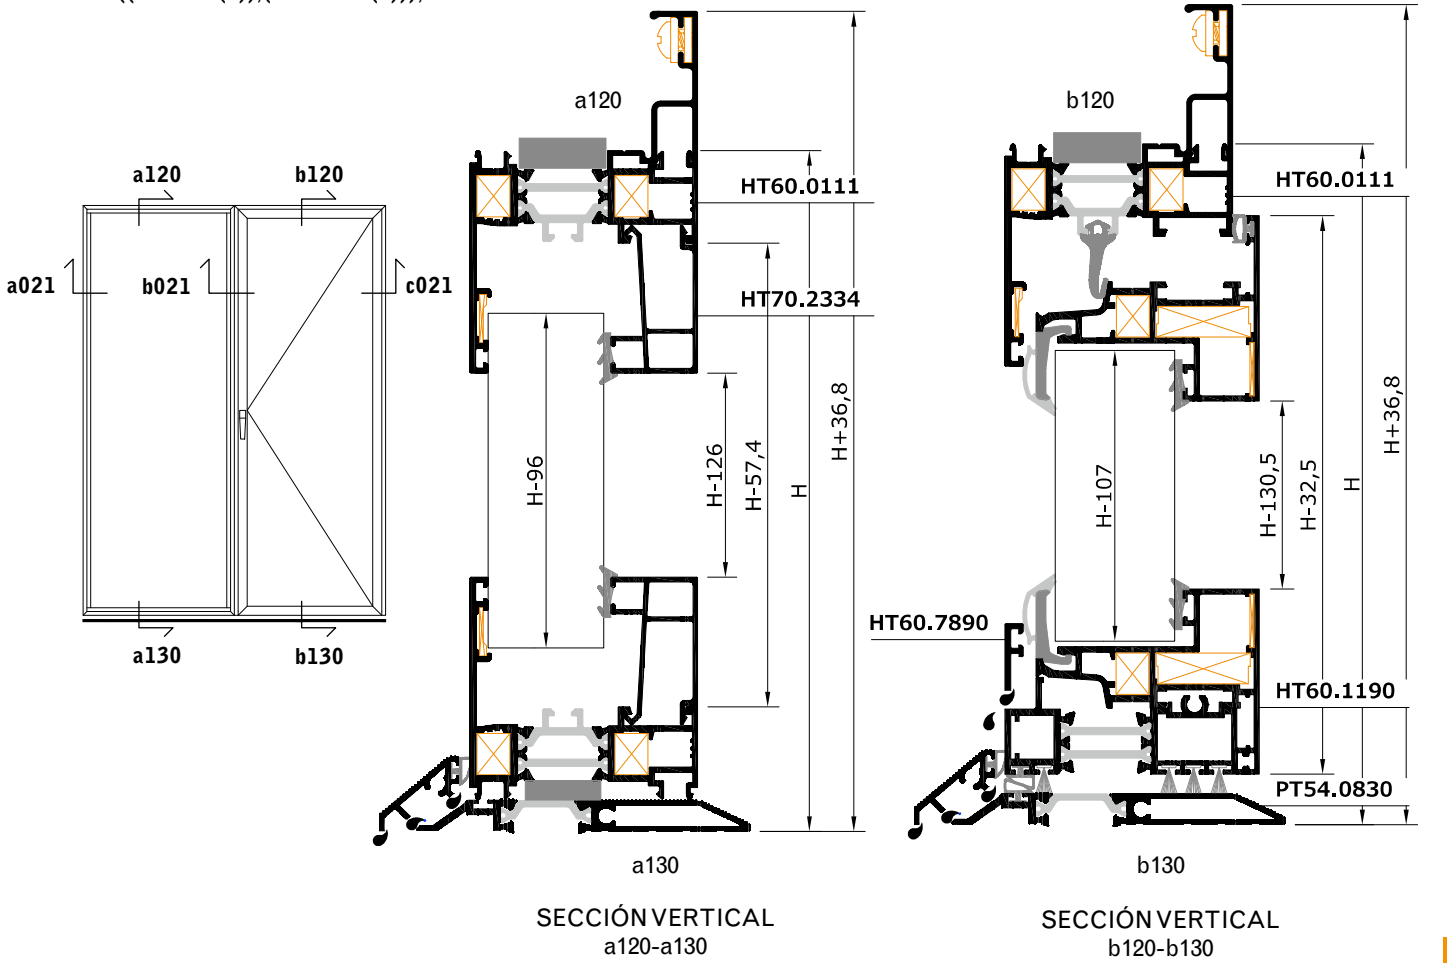 a120
b120
a120
b120
a021
b021
c021
a130
b130
HT60.0111
HT70.2334
H-96
H-126
H-57,4
H
H+36,8
a130
SECCIÓN VERTICAL
a120-a130
HT60.0111
HT60.7890
HT60.1190
PT54.0830
H-107
H-130,5
H-32,5
H
H+36,8
b130
SECCIÓN VERTICAL
b120-b130